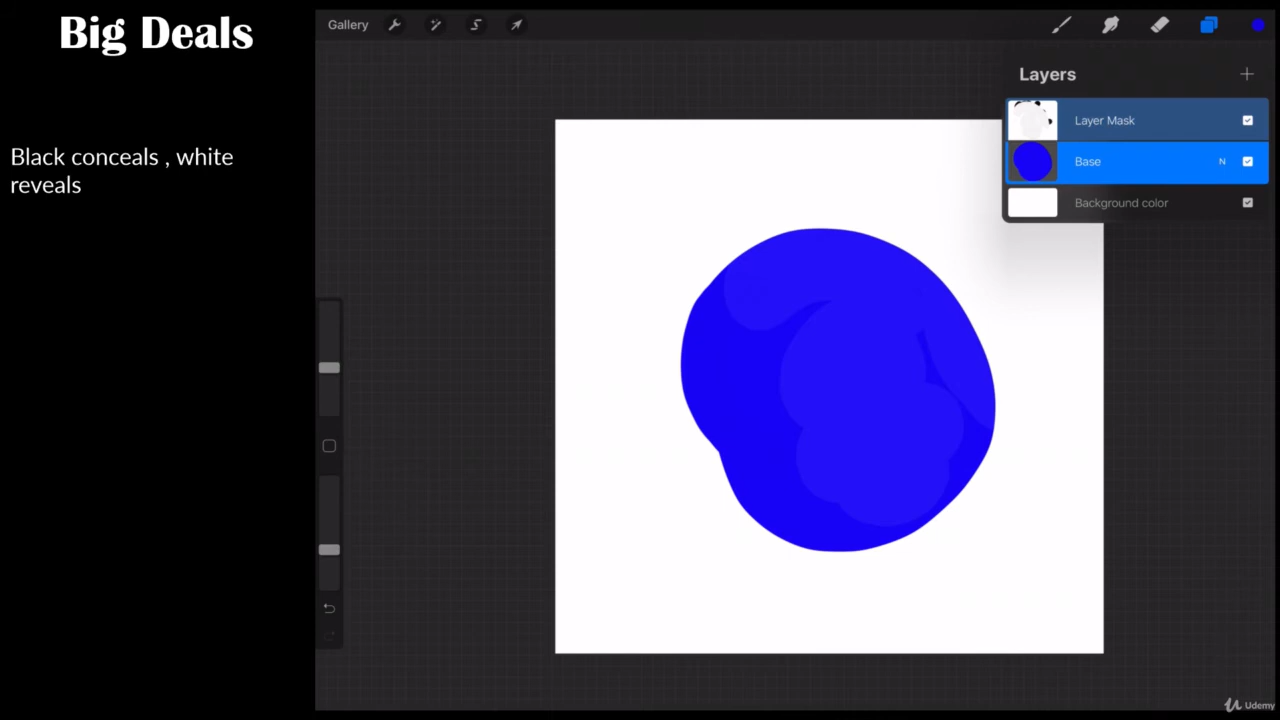 Big Deals
Gallery
Layers
Layer Mask
Black conceals , white
reveals
Base N
Background color
Udemy